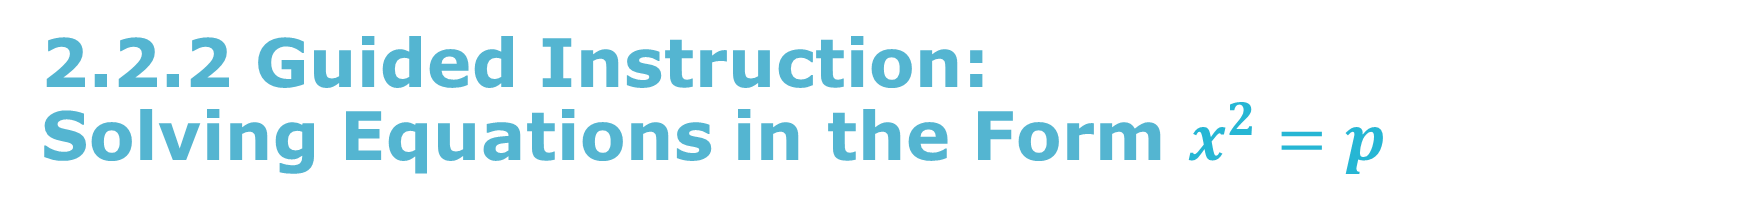 2.2.2 Guided Instruction:
Solving Equations in the Form x² = p